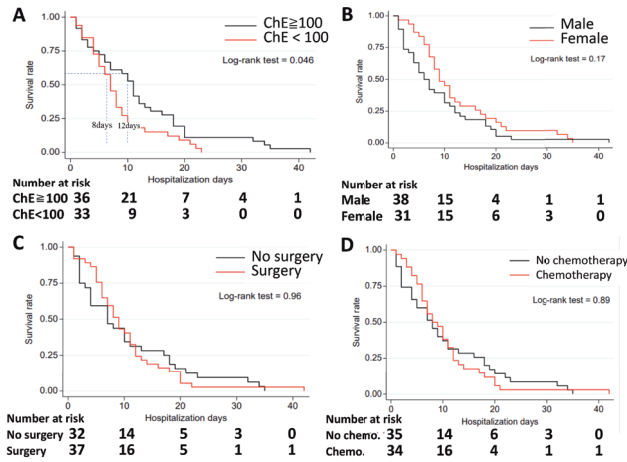 A
ChE≧100
ChE < 100
Log-rank test = 0.046
Survival rate
1.00
0.75
0.50
0.25
0.00
8days 12days
0 10 20 30 40
Hospitalization days
Number at risk
ChE≧100 36 21 7 4 1
ChE<100 33 9 3 0 0
B
Male
Female
Log-rank test = 0.17
Survival rate
1.00
0.75
0.50
0.25
0.00
0 10 20 30 40
Hospitalization days
Number at risk
Male 38 15 4 1 1
Female 31 15 6 3 0
C
No surgery
Surgery
Log-rank test = 0.96
Survival rate
1.00
0.75
0.50
0.25
0.00
0 10 20 30 40
Hospitalization days
Number at risk
No surgery 32 14 5 3 0
Surgery 37 16 5 1 1
D
No chemotherapy
Chemotherapy
Log-rank test = 0.89
Survival rate
1.00
0.75
0.50
0.25
0.00
0 10 20 30 40
Hospitalization days
Number at risk
No chemo. 35 14 6 3 0
Chemo. 34 16 4 1 1